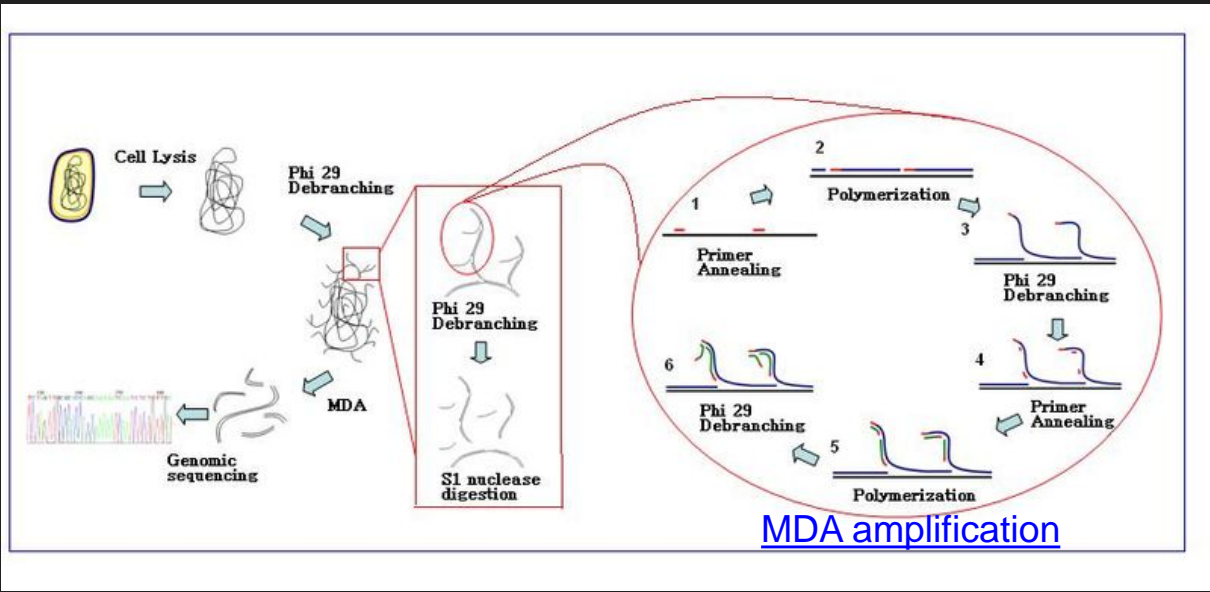 Cell Lysis
Phi 29
Debranching
MDA
Genomic
sequencing
Phi 29
Debranching
S1 nuclease
digestion
1
Primer
Annealing
2
Polymerization
3
Phi 29
Debranching
4
Primer
Annealing
5
Polymerization
6
Phi 29
Debranching
MDA amplification